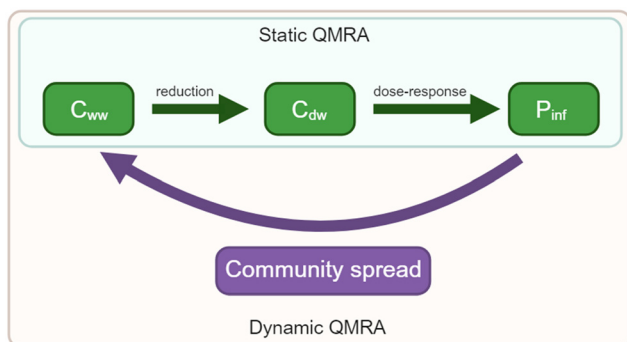 Static QMRA
reduction
dose-response
Cww
Cdw
Pinf
Community spread
Dynamic QMRA